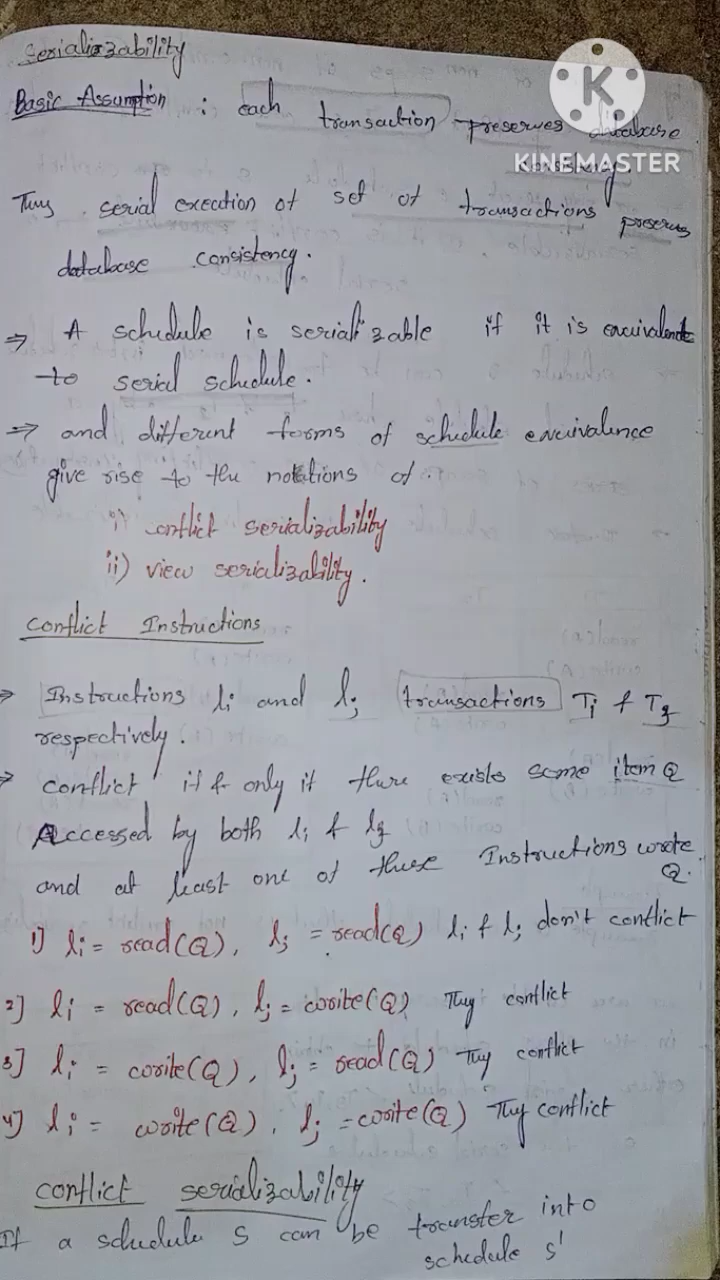 Serializability
K
KINEMASTER
Basic Assumption : each transaction preserves database
consistency
Thus serial execution of set of transactions preserves
database consistency.
⇒ A schedule is serializable if it is equivalent
to serial schedule.
⇒ and different forms of schedule equivalence
give rise to the notations of.
i) conflict serializability
ii) view serializability.
Conflict Instructions
⇒ Instructions li and lj transactions Ti & Tj
respectively.
⇒ conflict if & only if there exists some item Q
Accessed by both li & lj
and at least one of these Instructions wrote
Q.
1) li = read(Q), lj = read(Q) li & lj don't conflict
2] li = read(Q), lj = write(Q) They conflict
3] li = write(Q), lj = read(Q) They conflict
4] li = write(Q), lj = write(Q) They conflict
conflict serializability
If a schedule S can be transfer into
schedule S'